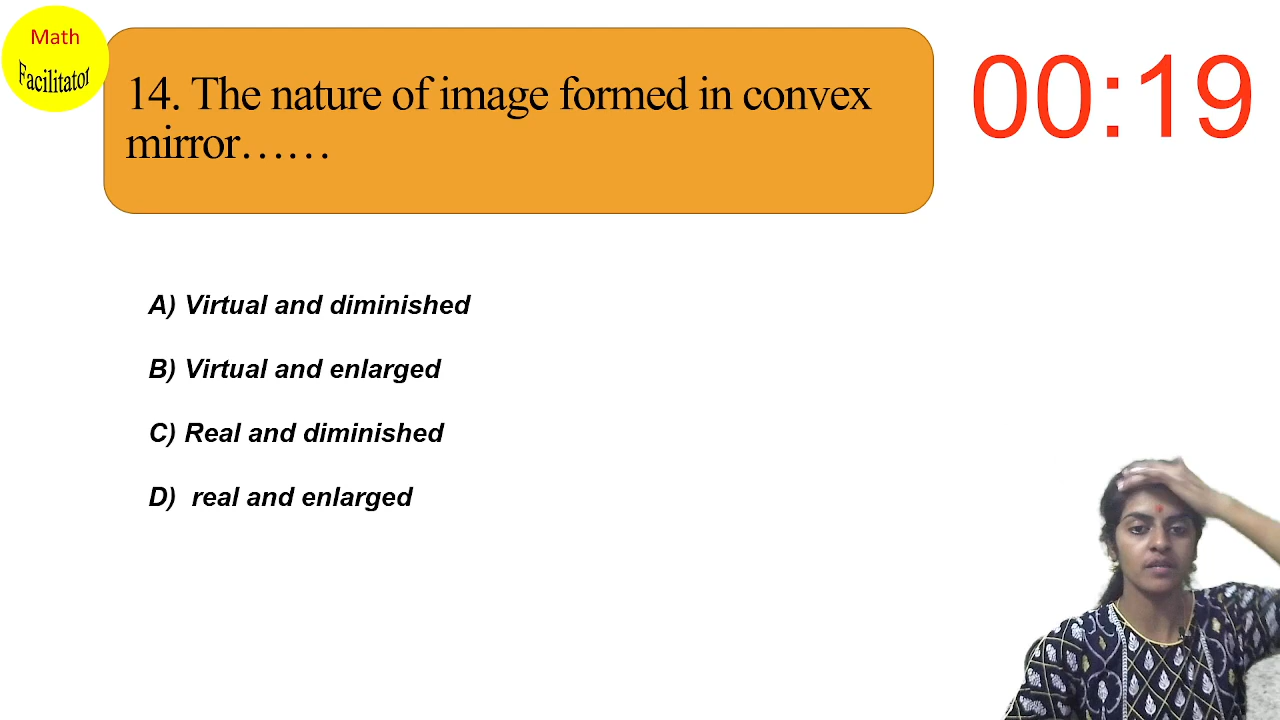 Math
Facilitator
14. The nature of image formed in convex
mirror……
00:19
A) Virtual and diminished
B) Virtual and enlarged
C) Real and diminished
D) real and enlarged